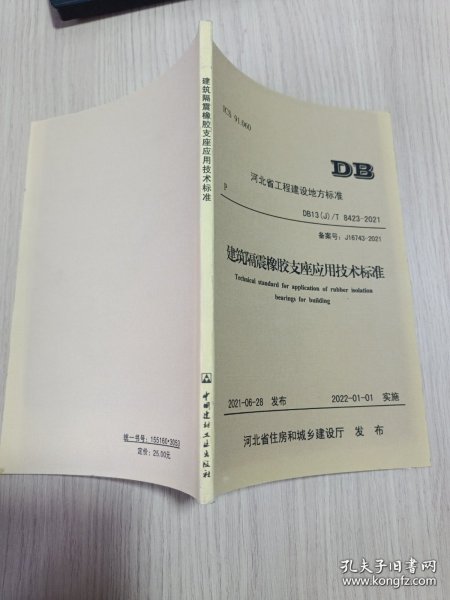 建筑隔震橡胶支座应用技术标准
中国建材工业出版社
统一书号：155160·3053
定价：25.00元
ICS 91.060
P
DB
河北省工程建设地方标准
DB13(J)/T 8423-2021
备案号：J16743-2021
建筑隔震橡胶支座应用技术标准
Technical standard for application of rubber isolation
bearings for building
2021-06-28 发布 2022-01-01 实施
河北省住房和城乡建设厅 发布
孔夫子旧书网
www.kongfz.com